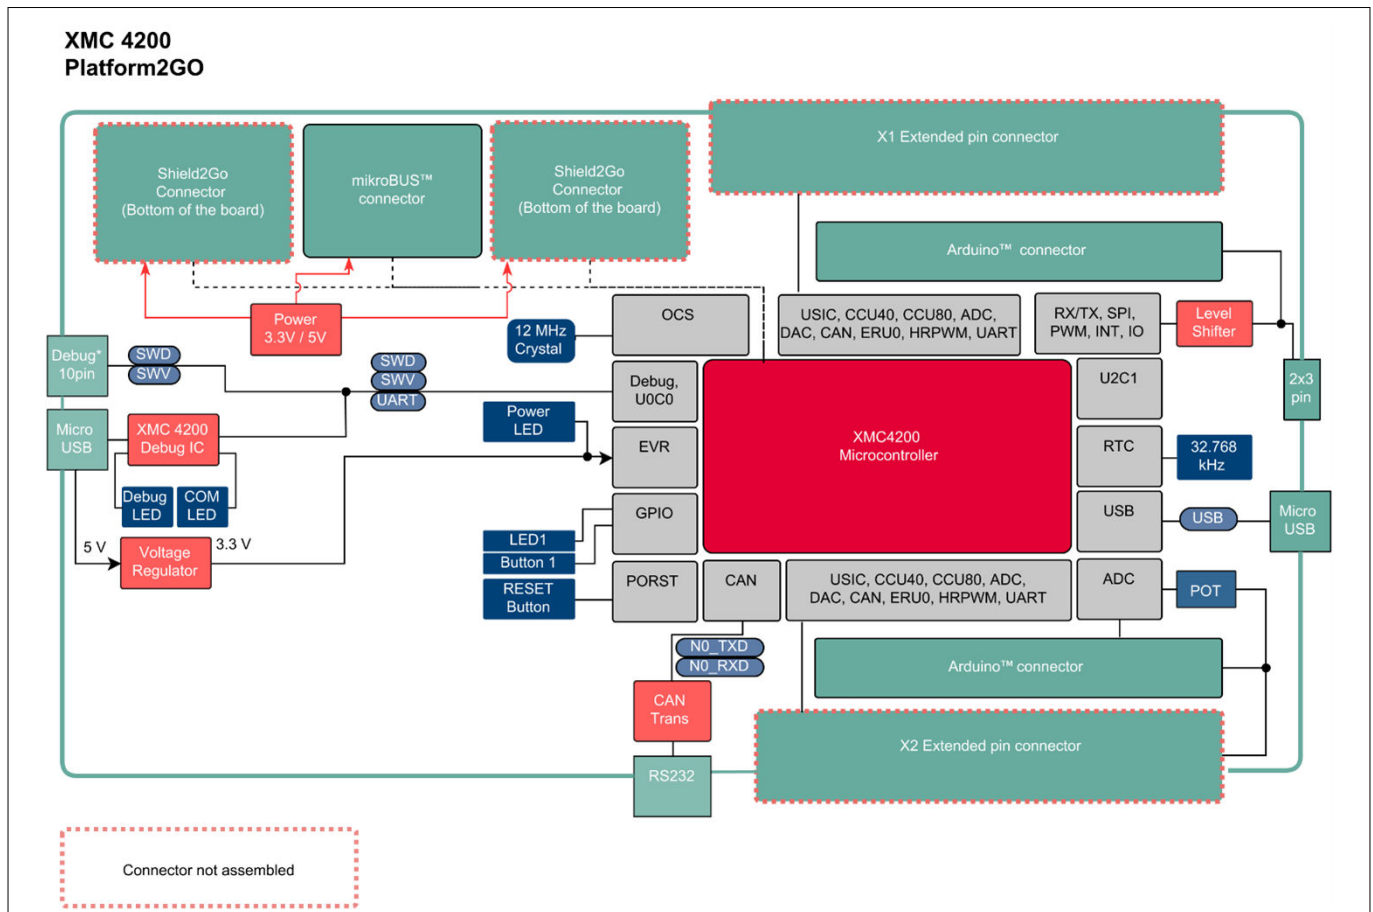 XMC 4200
Platform2GO
X1 Extended pin connector
Shield2Go
Connector
(Bottom of the board)
mikroBUS™
connector
Shield2Go
Connector
(Bottom of the board)
Arduino™ connector
Power
3.3V / 5V
12 MHz
Crystal
OCS
USIC, CCU40, CCU80, ADC,
DAC, CAN, ERU0, HRPWM, UART
RX/TX, SPI,
PWM, INT, IO
Level
Shifter
Debug*
10pin
SWD
SWV
SWD
SWV
UART
Debug,
U0C0
U2C1
2x3
pin
Micro
USB
XMC 4200
Debug IC
Power
LED
EVR
XMC4200
Microcontroller
RTC
32.768
kHz
Debug
LED
COM
LED
GPIO
USB
USB
Micro
USB
5 V
Voltage
Regulator
3.3 V
LED1
Button 1
RESET
Button
PORST
CAN
USIC, CCU40, CCU80, ADC,
DAC, CAN, ERU0, HRPWM, UART
ADC
POT
N0_TXD
N0_RXD
Arduino™ connector
CAN
Trans
X2 Extended pin connector
RS232
Connector not assembled